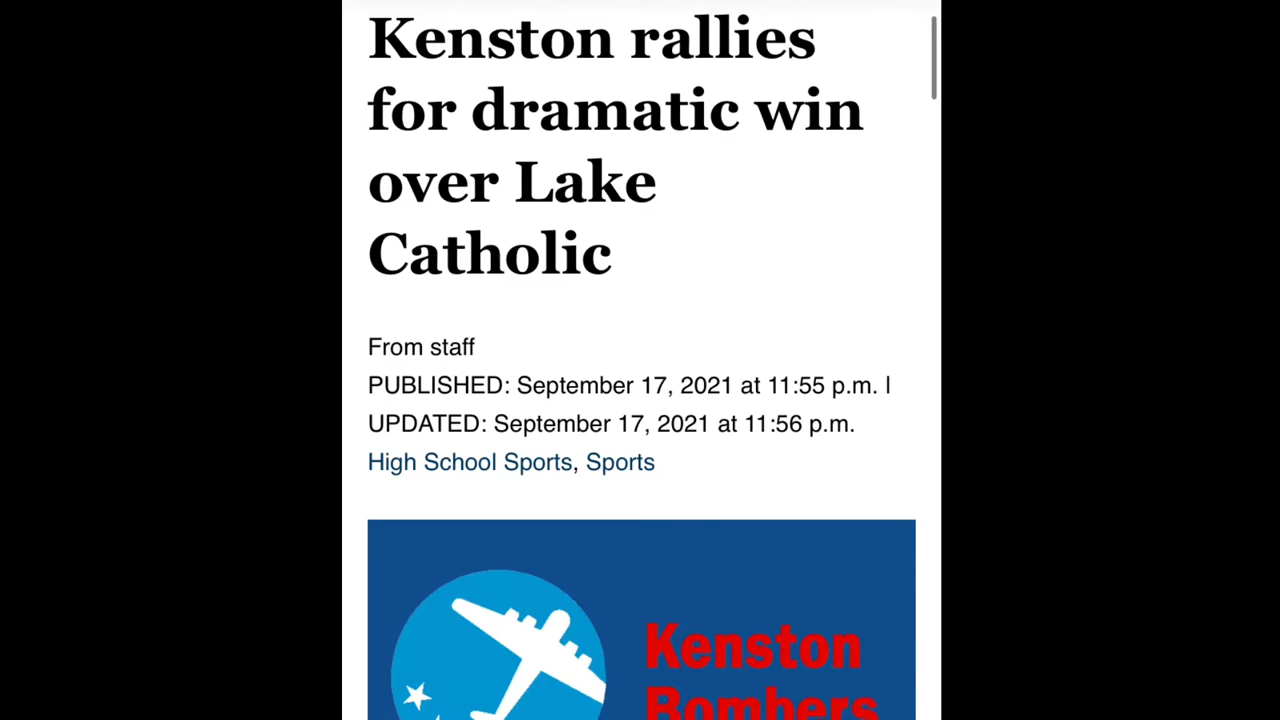 Kenston rallies
for dramatic win
over Lake
Catholic
From staff
PUBLISHED: September 17, 2021 at 11:55 p.m. |
UPDATED: September 17, 2021 at 11:56 p.m.
High School Sports, Sports
Kenston
Bombers